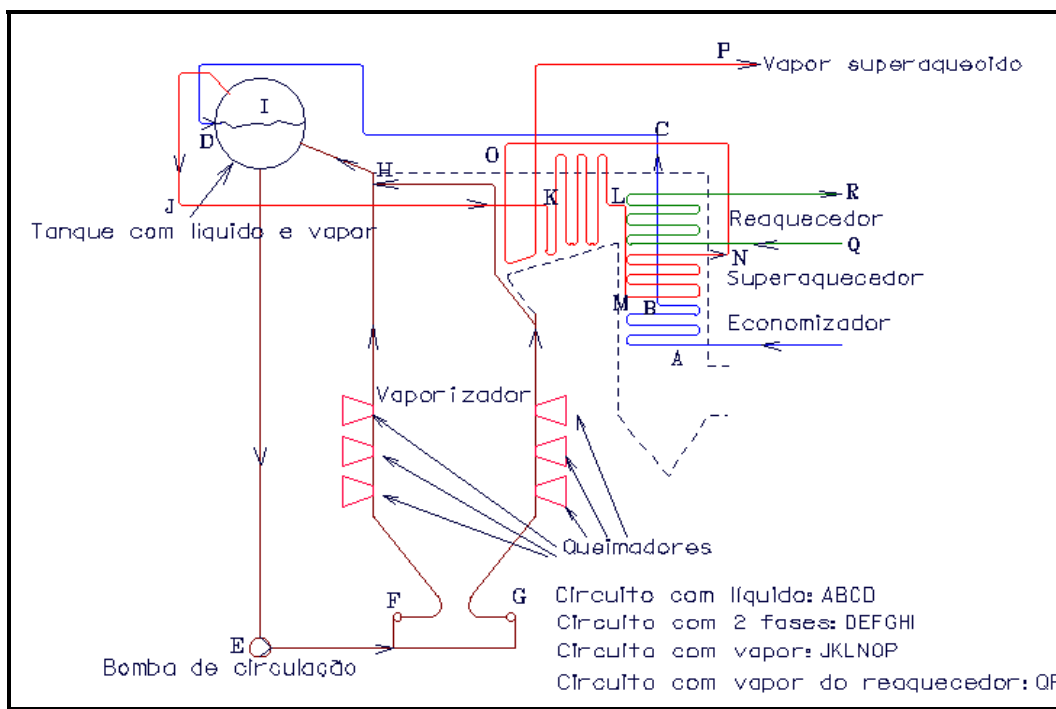 P
Vapor superaquecido
I
D
C
O
H
K
L
R
J
Reaquecedor
Tanque com liquido e vapor
Q
N
Superaquecedor
M
B
Economizador
A
Vaporizador
Queimadores
F
G
Circuito com líquido: ABCD
Circuito com 2 fases: DEFGHI
E
Circuito com vapor: JKLNOP
Bomba de circulação
Circuito com vapor do reaquecedor: QR